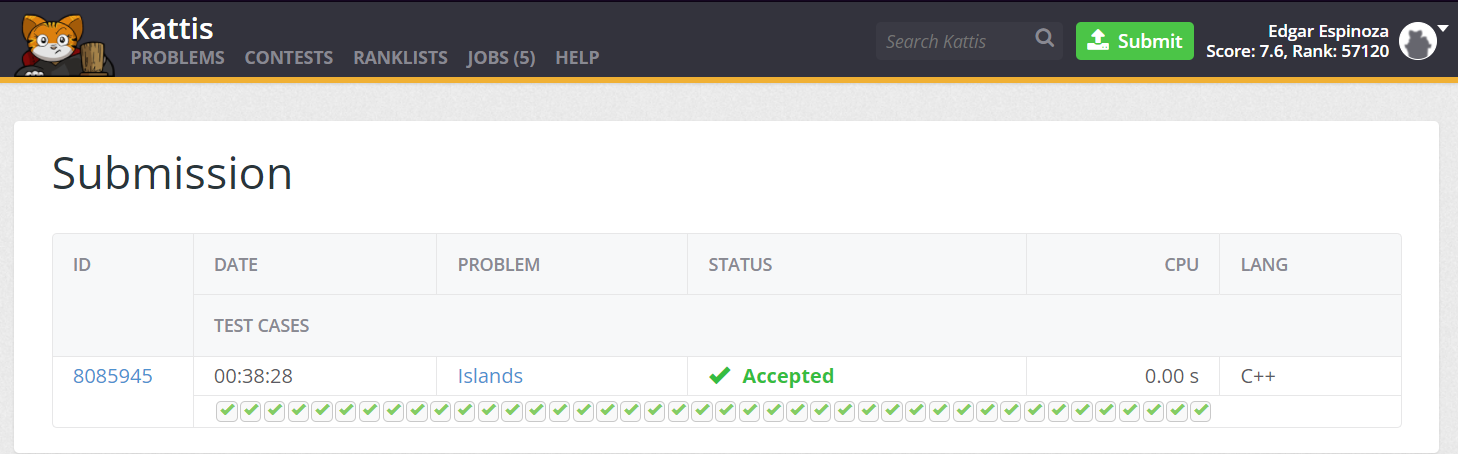 Kattis
PROBLEMS CONTESTS RANKLISTS JOBS (5) HELP
Search Kattis
Submit
Edgar Espinoza
Score: 7.6, Rank: 57120
Submission
ID DATE PROBLEM STATUS CPU LANG
TEST CASES
8085945 00:38:28 Islands Accepted 0.00 s C++